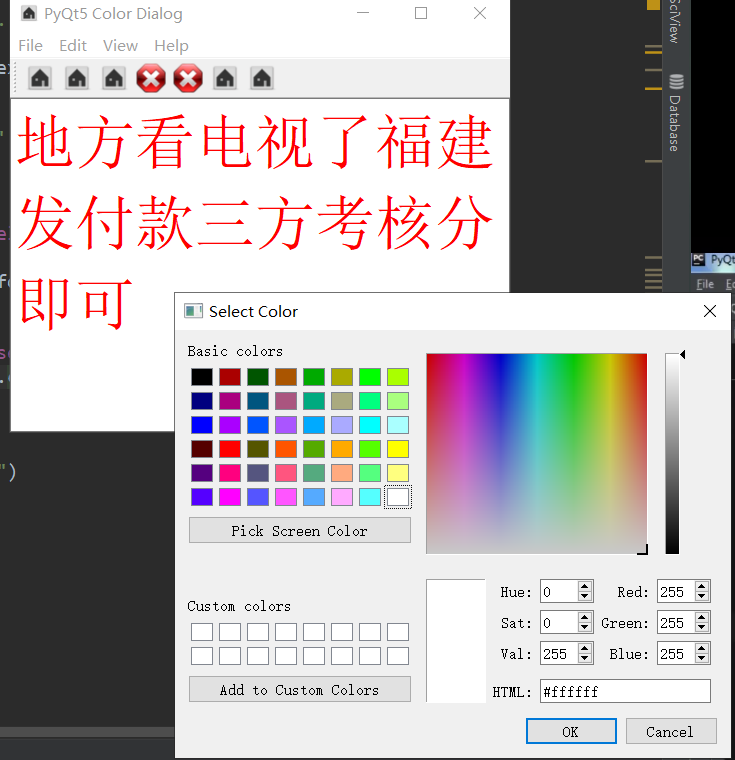 PyQt5 Color Dialog
File Edit View Help
地方看电视了福建
发付款三方考核分
即可
")
SciView
Database
PyQt
File
Select Color
Basic colors
Pick Screen Color
Custom colors
Add to Custom Colors
Hue: 0 Red: 255
Sat: 0 Green: 255
Val: 255 Blue: 255
HTML: #ffffff
OK Cancel